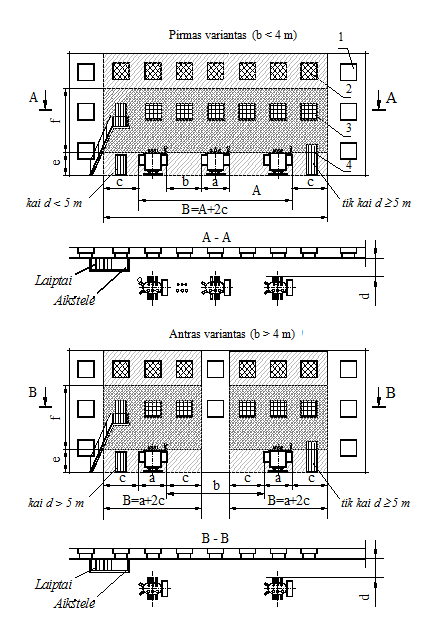 Pirmas variantas (b < 4 m)
1
A
A
2
f
3
e
4
c
b
a
A
c
kai d < 5 m
B=A+2c
tik kai d ≥5 m
A - A
Laiptai
Aikštelė
d
Antras variantas (b > 4 m)
B
B
f
e
c
a
c
c
a
c
b
kai d > 5 m
B=a+2c
B=a+2c
tik kai d ≥5 m
B - B
Laiptai
Aikštelė
d